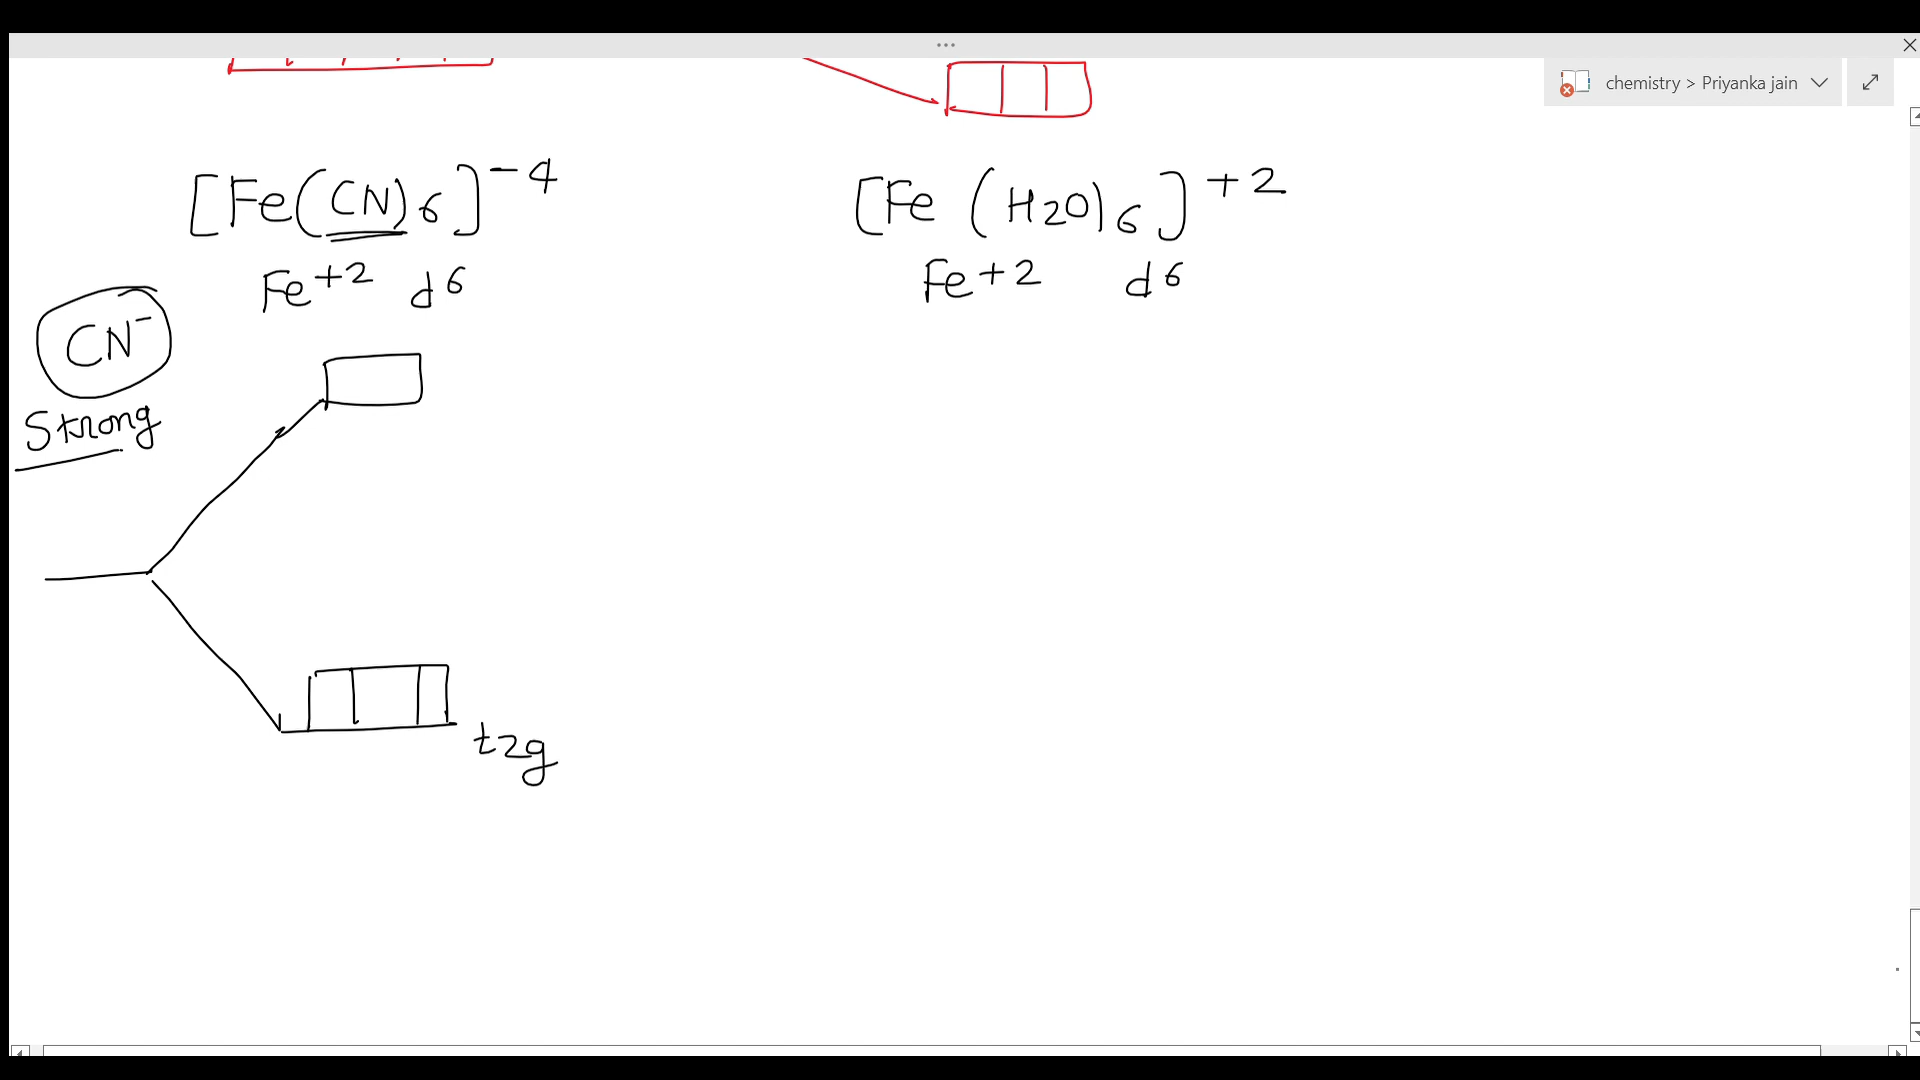 chemistry > Priyanka jain
[Fe(CN)6]-4
[Fe (H2O)6]+2
Fe+2 d6
Fe+2 d6
CN-
Strong
t2g